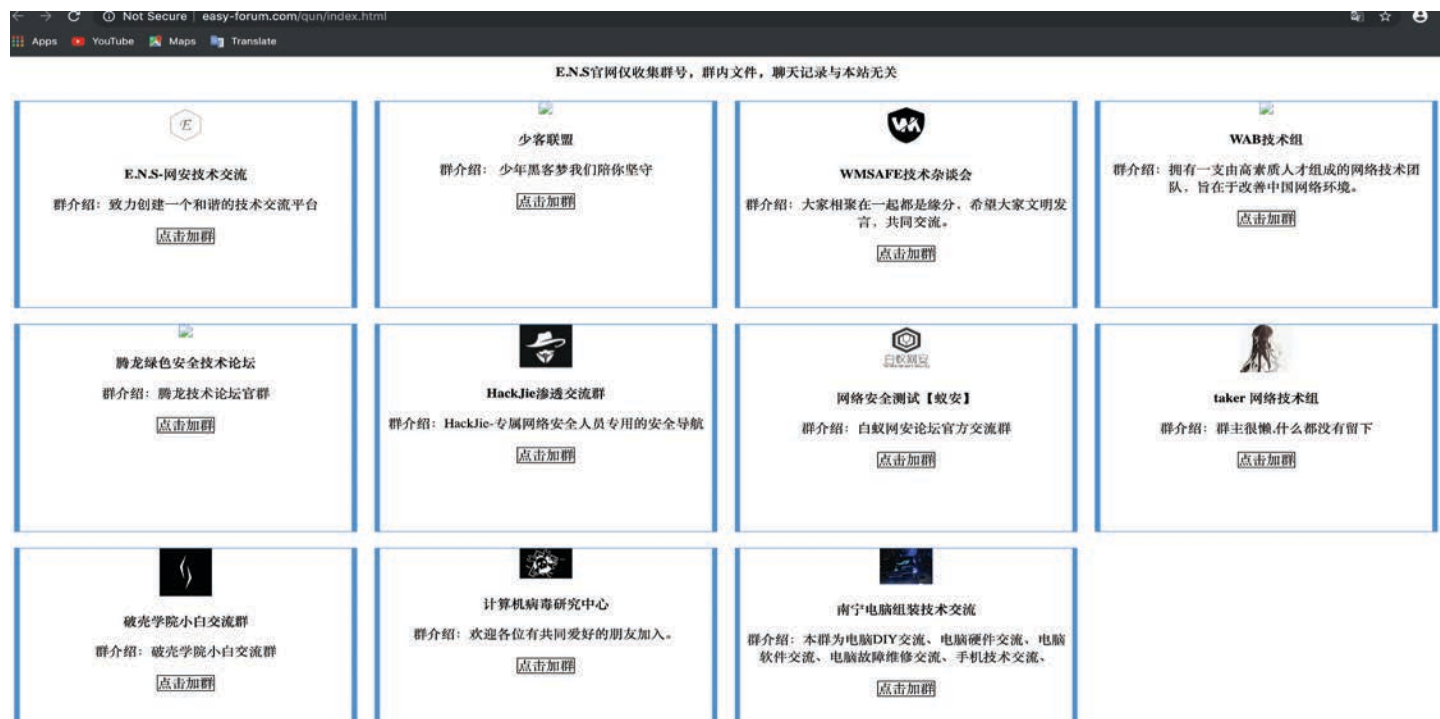 Not Secure | easy-forum.com/qun/index.html
Apps YouTube Maps Translate
E.N.S官网仅收集群号，群内文件，聊天记录与本站无关
E
E.N.S-网安技术交流
群介绍：致力创建一个和谐的技术交流平台
点击加群
少客联盟
群介绍： 少年黑客梦我们陪你坚守
点击加群
WMSAFE技术杂谈会
群介绍：大家相聚在一起都是缘分，希望大家文明发
言，共同交流。
点击加群
WAB技术组
群介绍：拥有一支由高素质人才组成的网络技术团
队，旨在于改善中国网络环境。
点击加群
腾龙绿色安全技术论坛
群介绍：腾龙技术论坛官群
点击加群
HackJie渗透交流群
群介绍：HackJie-专属网络安全人员专用的安全导航
点击加群
白蚁网安
网络安全测试【蚁安】
群介绍：白蚁网安论坛官方交流群
点击加群
taker 网络技术组
群介绍：群主很懒,什么都没有留下
点击加群
破壳学院小白交流群
群介绍：破壳学院小白交流群
点击加群
计算机病毒研究中心
群介绍：欢迎各位有共同爱好的朋友加入。
点击加群
南宁电脑组装技术交流
群介绍：本群为电脑DIY交流、电脑硬件交流、电脑
软件交流、电脑故障维修交流、手机技术交流、
点击加群